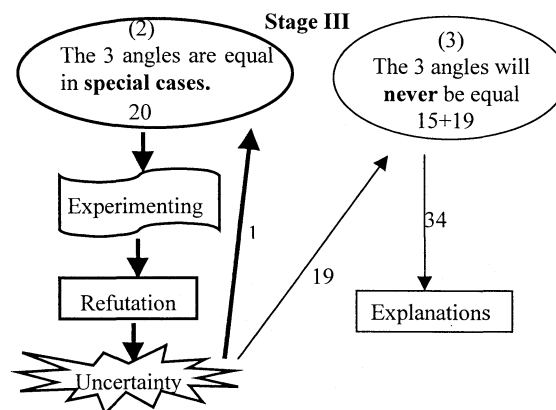 Stage III
(2)
The 3 angles are equal
in special cases.
20
Experimenting
Refutation
Uncertainty
1
19
(3)
The 3 angles will
never be equal
15+19
34
Explanations